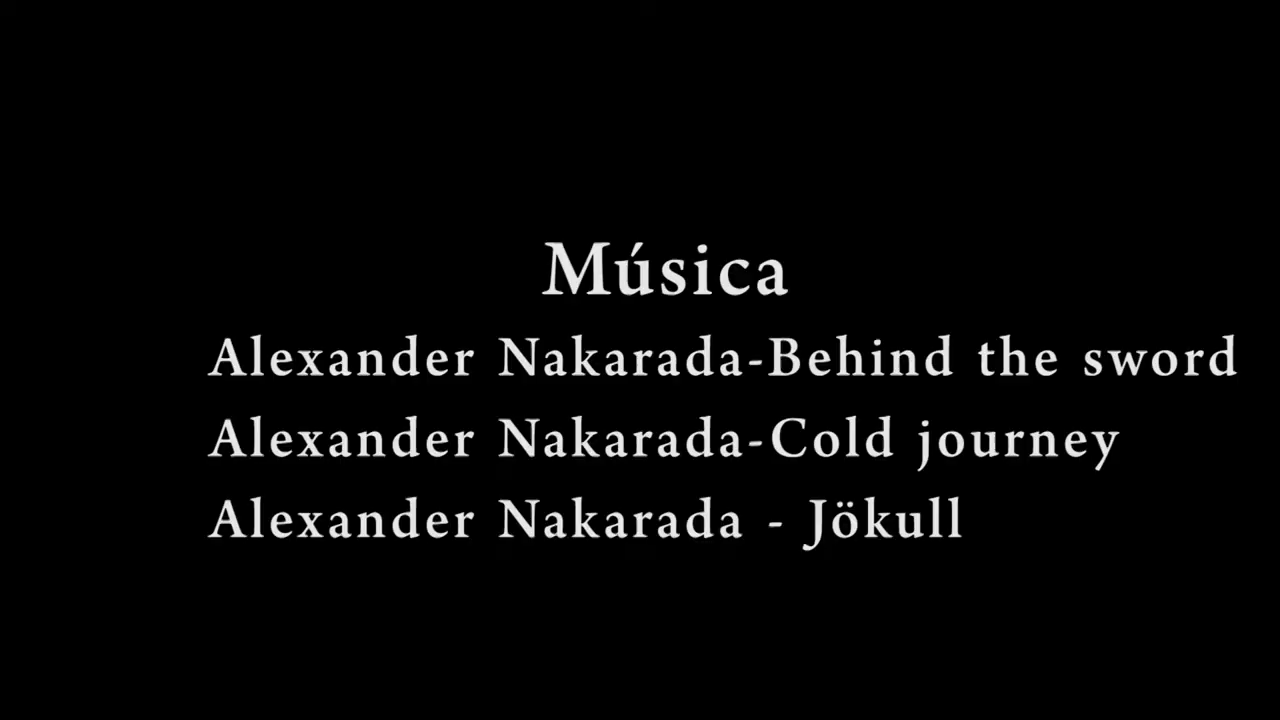 Música
Alexander Nakarada-Behind the sword
Alexander Nakarada-Cold journey
Alexander Nakarada - Jökull